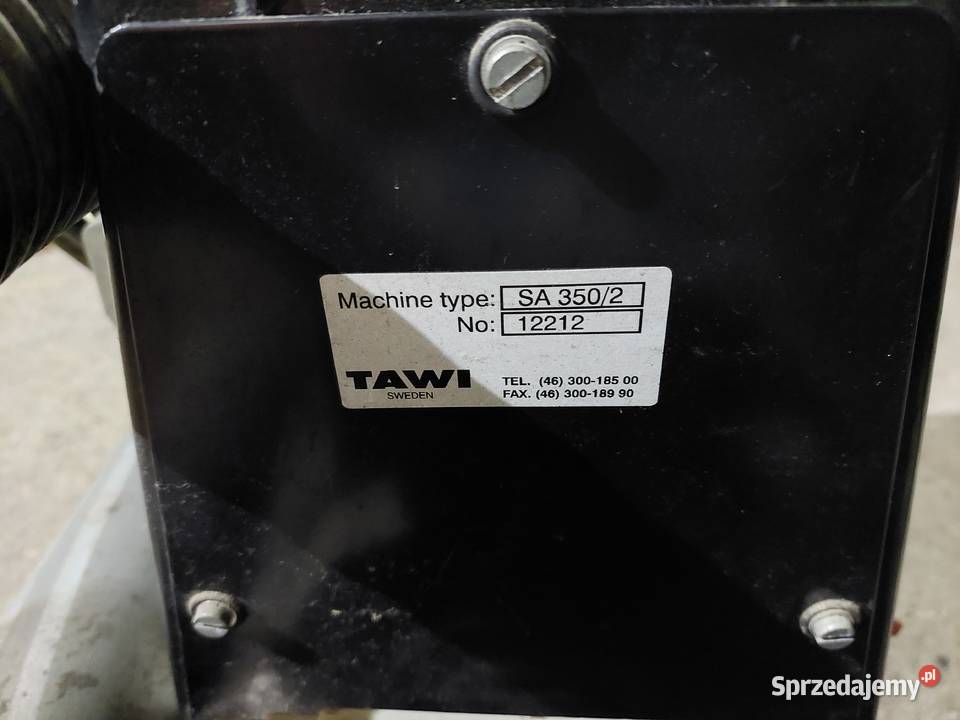 Machine type: SA 350/2
No: 12212
TAWI
SWEDEN
TEL. (46) 300-185 00
FAX. (46) 300-189 90
Sprzedajemy.pl